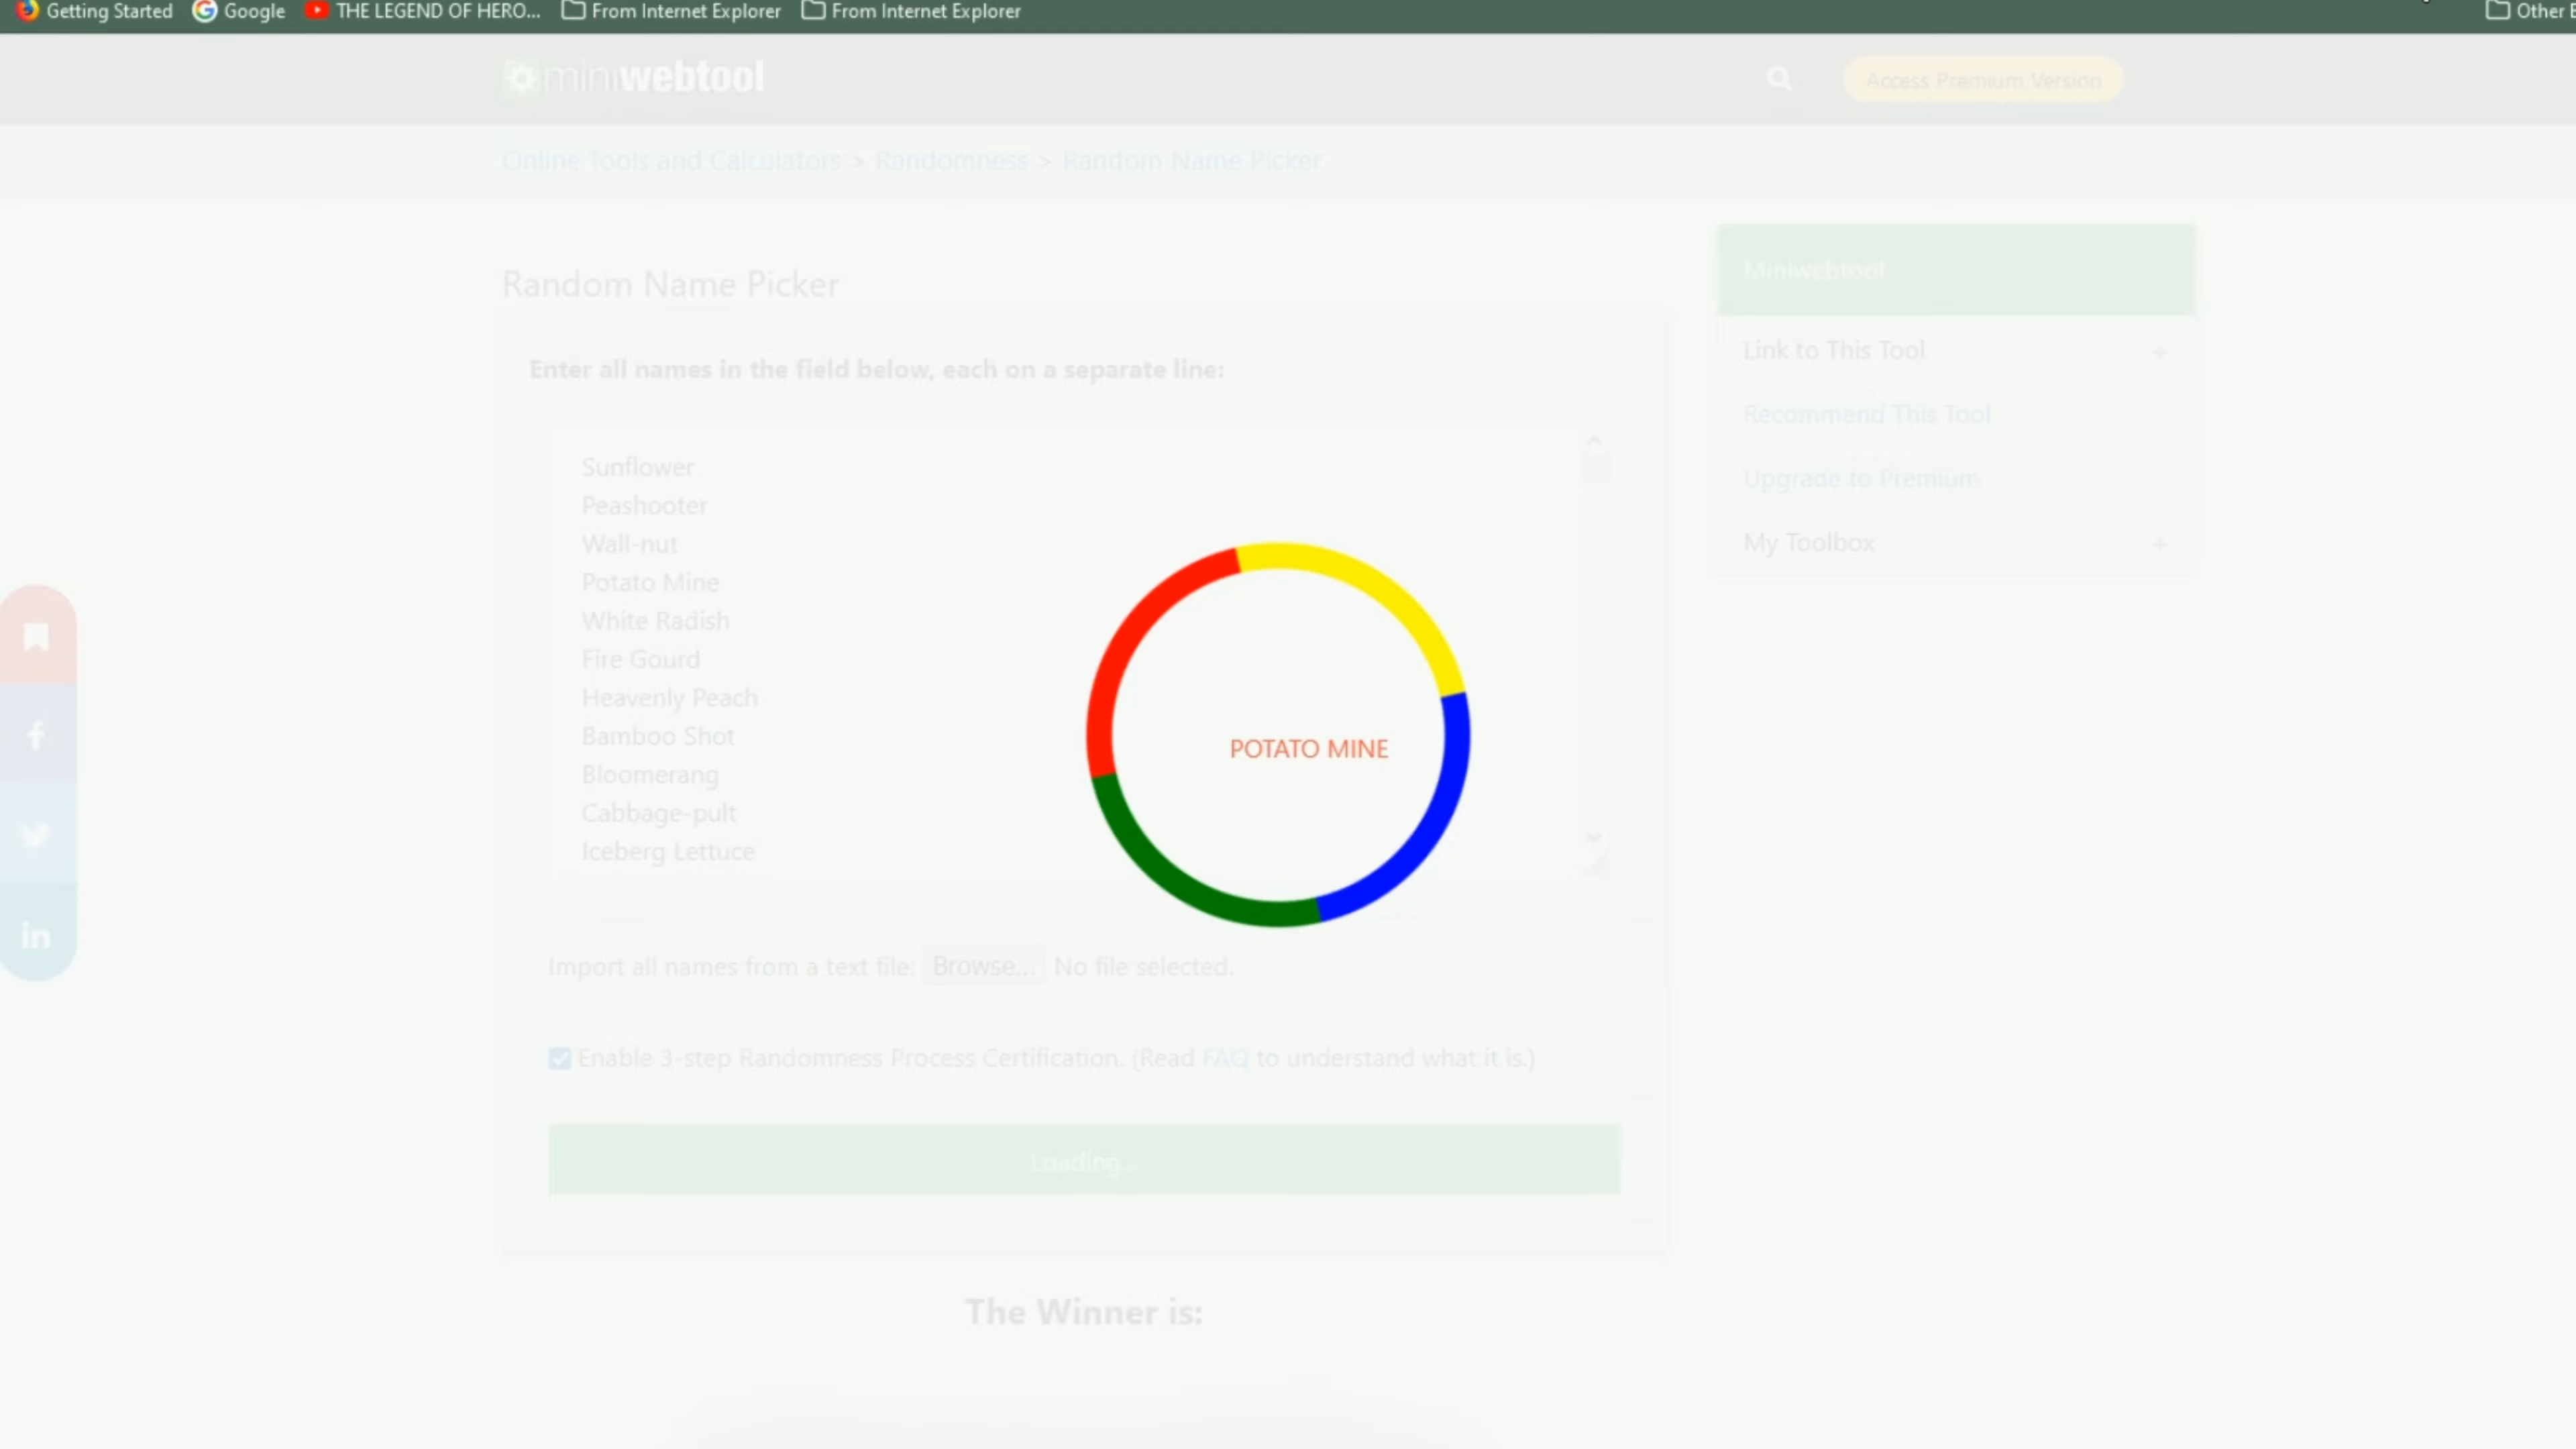 Getting Started Google THE LEGEND OF HERO... From Internet Explorer From Internet Explorer Other
miniwebtool Access Premium Version
Online Tools and Calculators > Randomness > Random Name Picker
Random Name Picker
Enter all names in the field below, each on a separate line:
Sunflower
Peashooter
Wall-nut
Potato Mine
White Radish
Fire Gourd
Heavenly Peach
Bamboo Shot
Bloomerang
Cabbage-pult
Iceberg Lettuce
POTATO MINE
Import all names from a text file: Browse... No file selected.
Enable 3-step Randomness Process Certification. (Read FAQ to understand what it is.)
Loading...
The Winner is:
Miniwebtool
Link to This Tool +
Recommend This Tool
Upgrade to Premium
My Toolbox +
f
in